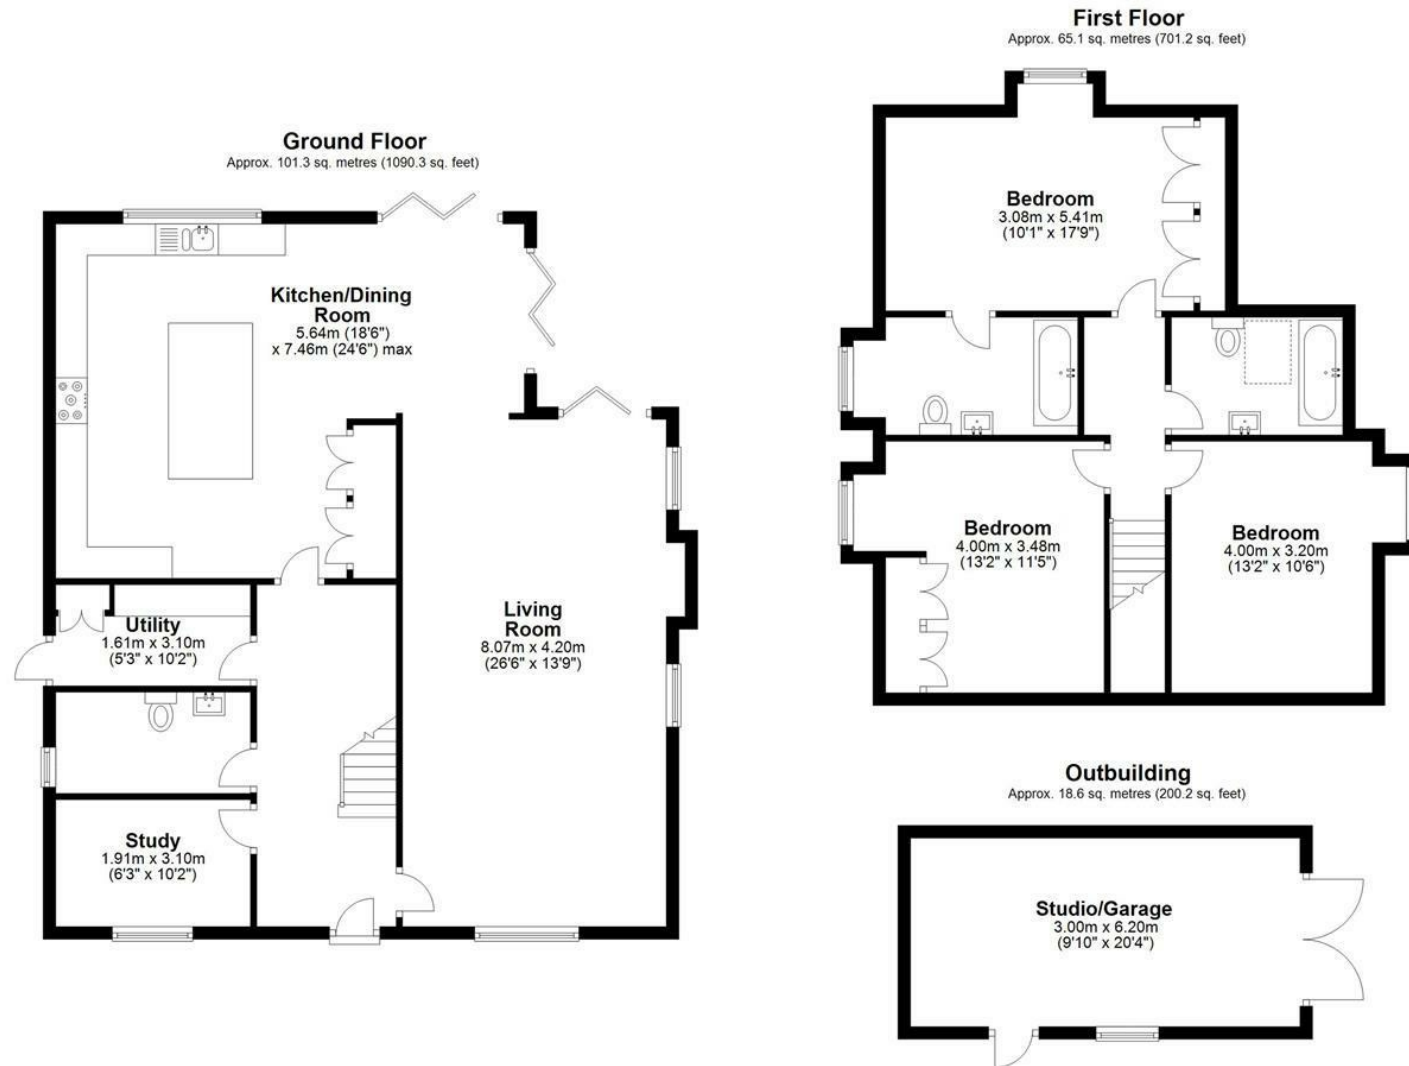 Ground Floor
Approx. 101.3 sq. metres (1090.3 sq. feet)
Kitchen/Dining
Room
5.64m (18'6")
x 7.46m (24'6") max
Utility
1.61m x 3.10m
(5'3" x 10'2")
Living
Room
8.07m x 4.20m
(26'6" x 13'9")
Study
1.91m x 3.10m
(6'3" x 10'2")
First Floor
Approx. 65.1 sq. metres (701.2 sq. feet)
Bedroom
3.08m x 5.41m
(10'1" x 17'9")
Bedroom
4.00m x 3.48m
(13'2" x 11'5")
Bedroom
4.00m x 3.20m
(13'2" x 10'6")
Outbuilding
Approx. 18.6 sq. metres (200.2 sq. feet)
Studio/Garage
3.00m x 6.20m
(9'10" x 20'4")